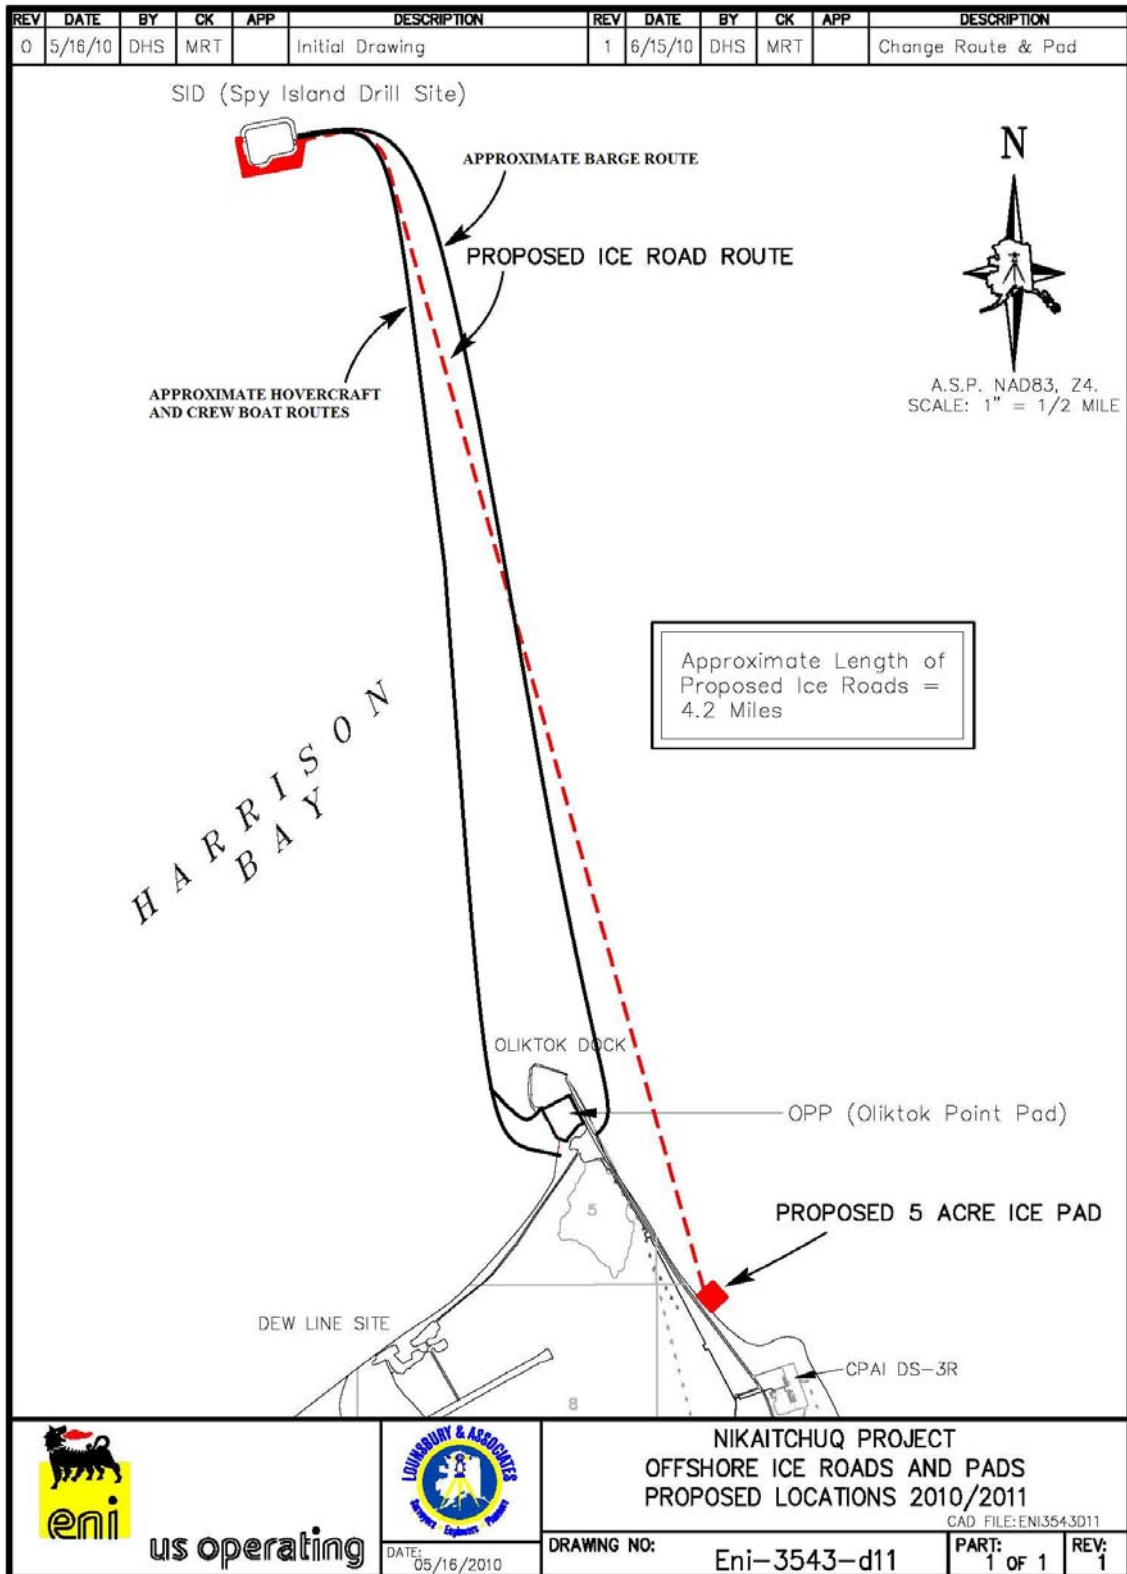 REV DATE BY CK APP DESCRIPTION REV DATE BY CK APP DESCRIPTION
0 5/16/10 DHS MRT Initial Drawing 1 6/15/10 DHS MRT Change Route & Pad
SID (Spy Island Drill Site)
N
APPROXIMATE BARGE ROUTE
PROPOSED ICE ROAD ROUTE
APPROXIMATE HOVERCRAFT
AND CREW BOAT ROUTES
A.S.P. NAD83, Z4.
SCALE: 1" = 1/2 MILE
Approximate Length of
Proposed Ice Roads =
4.2 Miles
HARRISON
BAY
OLIKTOK DOCK
OPP (Oliktok Point Pad)
5
PROPOSED 5 ACRE ICE PAD
DEW LINE SITE
CPAI DS-3R
8
eni
us operating
LOUNSBURY & ASSOCIATES
Surveyors Engineers Planners
DATE:
05/16/2010
NIKAITCHUQ PROJECT
OFFSHORE ICE ROADS AND PADS
PROPOSED LOCATIONS 2010/2011
CAD FILE: ENI3543D11
DRAWING NO:
Eni-3543-d11
PART:
1 OF 1
REV:
1